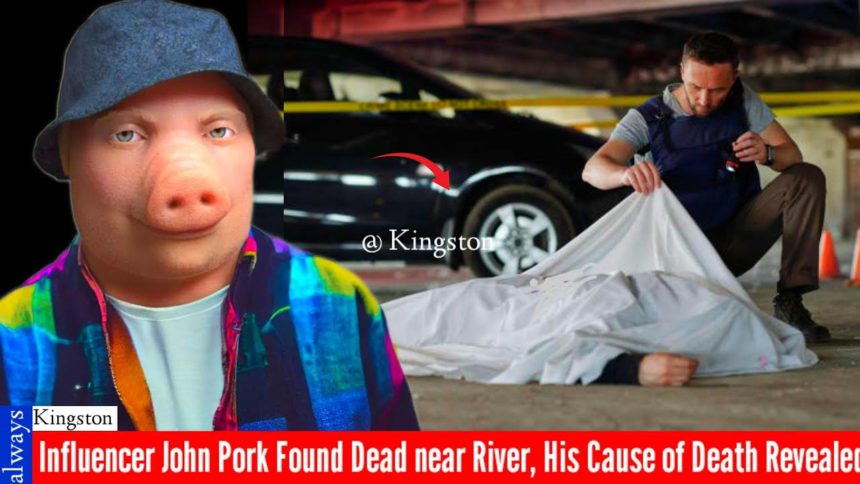 @ Kingston
Kingston
always
Influencer John Pork Found Dead near River, His Cause of Death Revealed